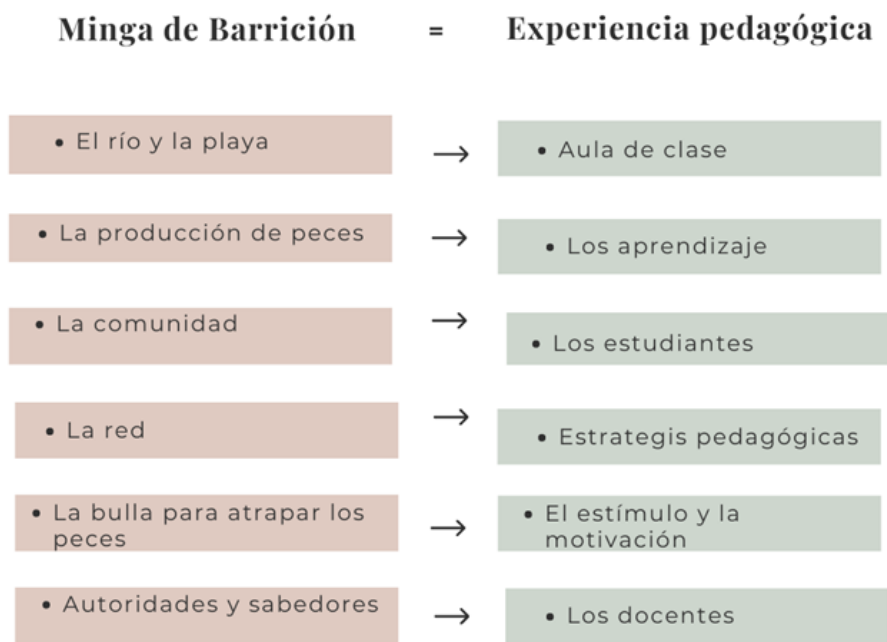 Minga de Barrición = Experiencia pedagógica
• El río y la playa → • Aula de clase
• La producción de peces → • Los aprendizaje
• La comunidad → • Los estudiantes
• La red → • Estrategis pedagógicas
• La bulla para atrapar los peces → • El estímulo y la motivación
• Autoridades y sabedores → • Los docentes